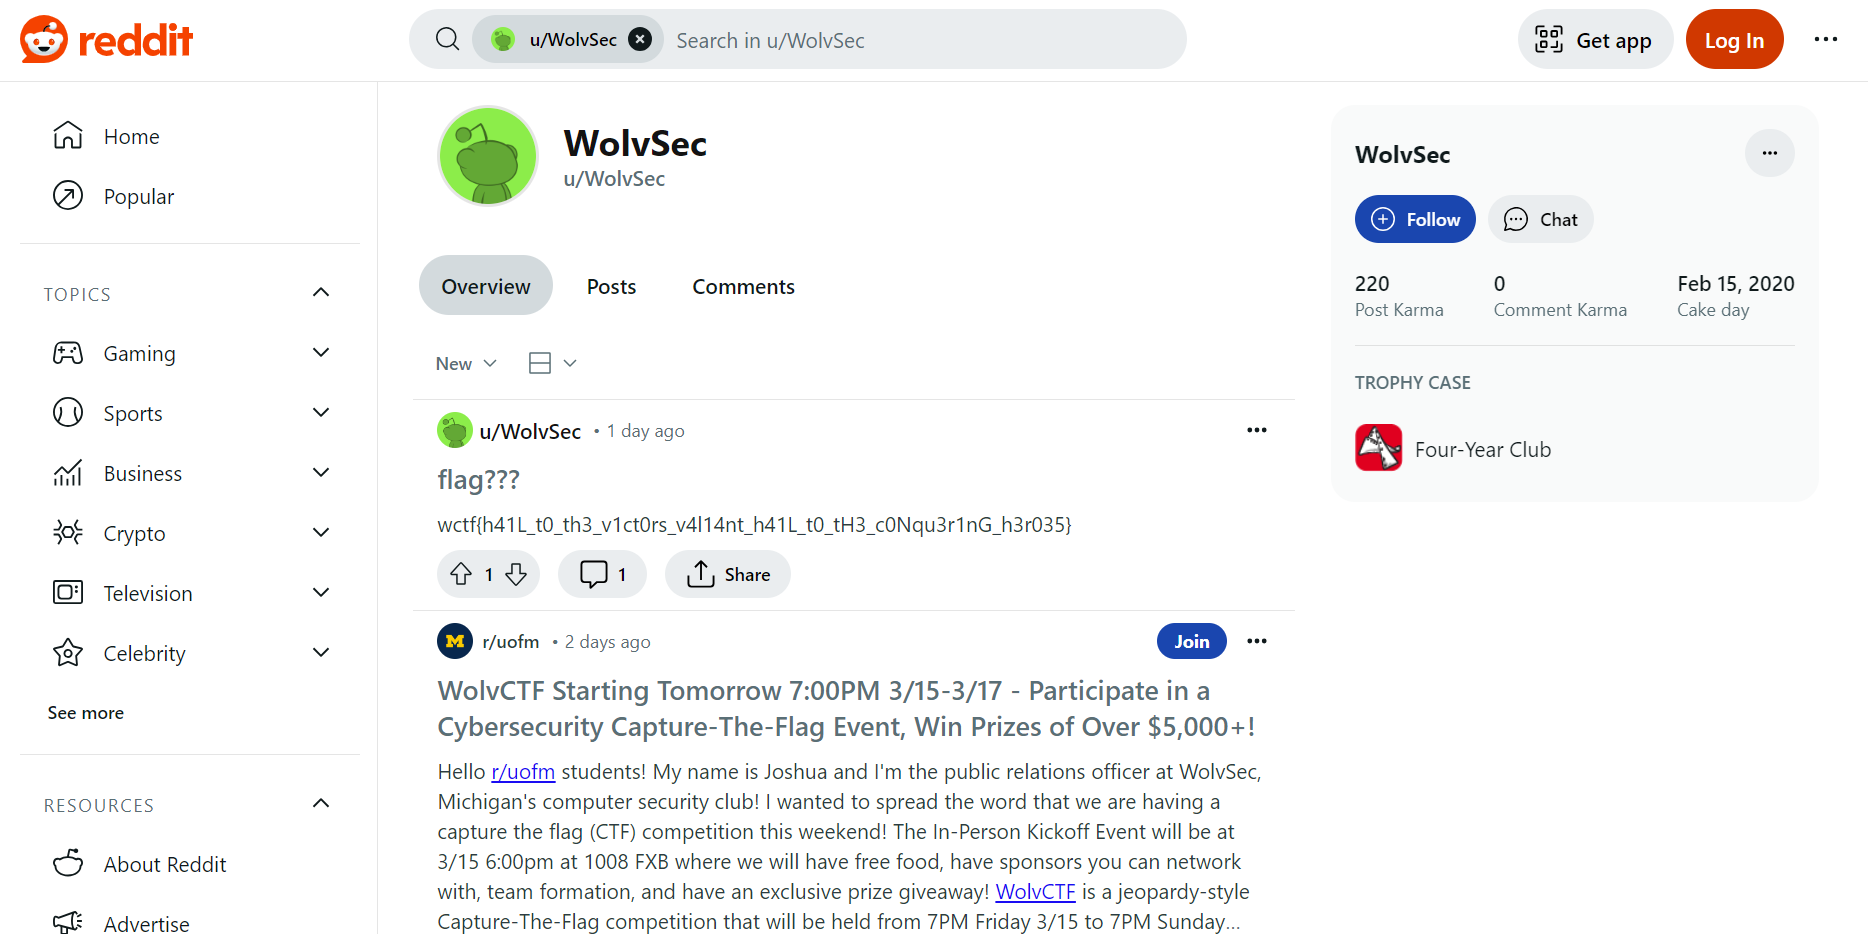 reddit
u/WolvSec
Search in u/WolvSec
Get app
Log In
Home
Popular
TOPICS
Gaming
Sports
Business
Crypto
Television
Celebrity
See more
RESOURCES
About Reddit
Advertise
WolvSec
u/WolvSec
Overview
Posts
Comments
New
u/WolvSec • 1 day ago
flag???
wctf{h41L_t0_th3_v1ct0rs_v4l14nt_h41L_t0_tH3_c0Nqu3r1nG_h3r035}
1
1
Share
M
r/uofm • 2 days ago
Join
WolvCTF Starting Tomorrow 7:00PM 3/15-3/17 - Participate in a
Cybersecurity Capture-The-Flag Event, Win Prizes of Over $5,000+!
Hello r/uofm students! My name is Joshua and I'm the public relations officer at WolvSec,
Michigan's computer security club! I wanted to spread the word that we are having a
capture the flag (CTF) competition this weekend! The In-Person Kickoff Event will be at
3/15 6:00pm at 1008 FXB where we will have free food, have sponsors you can network
with, team formation, and have an exclusive prize giveaway! WolvCTF is a jeopardy-style
Capture-The-Flag competition that will be held from 7PM Friday 3/15 to 7PM Sunday...
WolvSec
Follow
Chat
220
Post Karma
0
Comment Karma
Feb 15, 2020
Cake day
TROPHY CASE
Four-Year Club